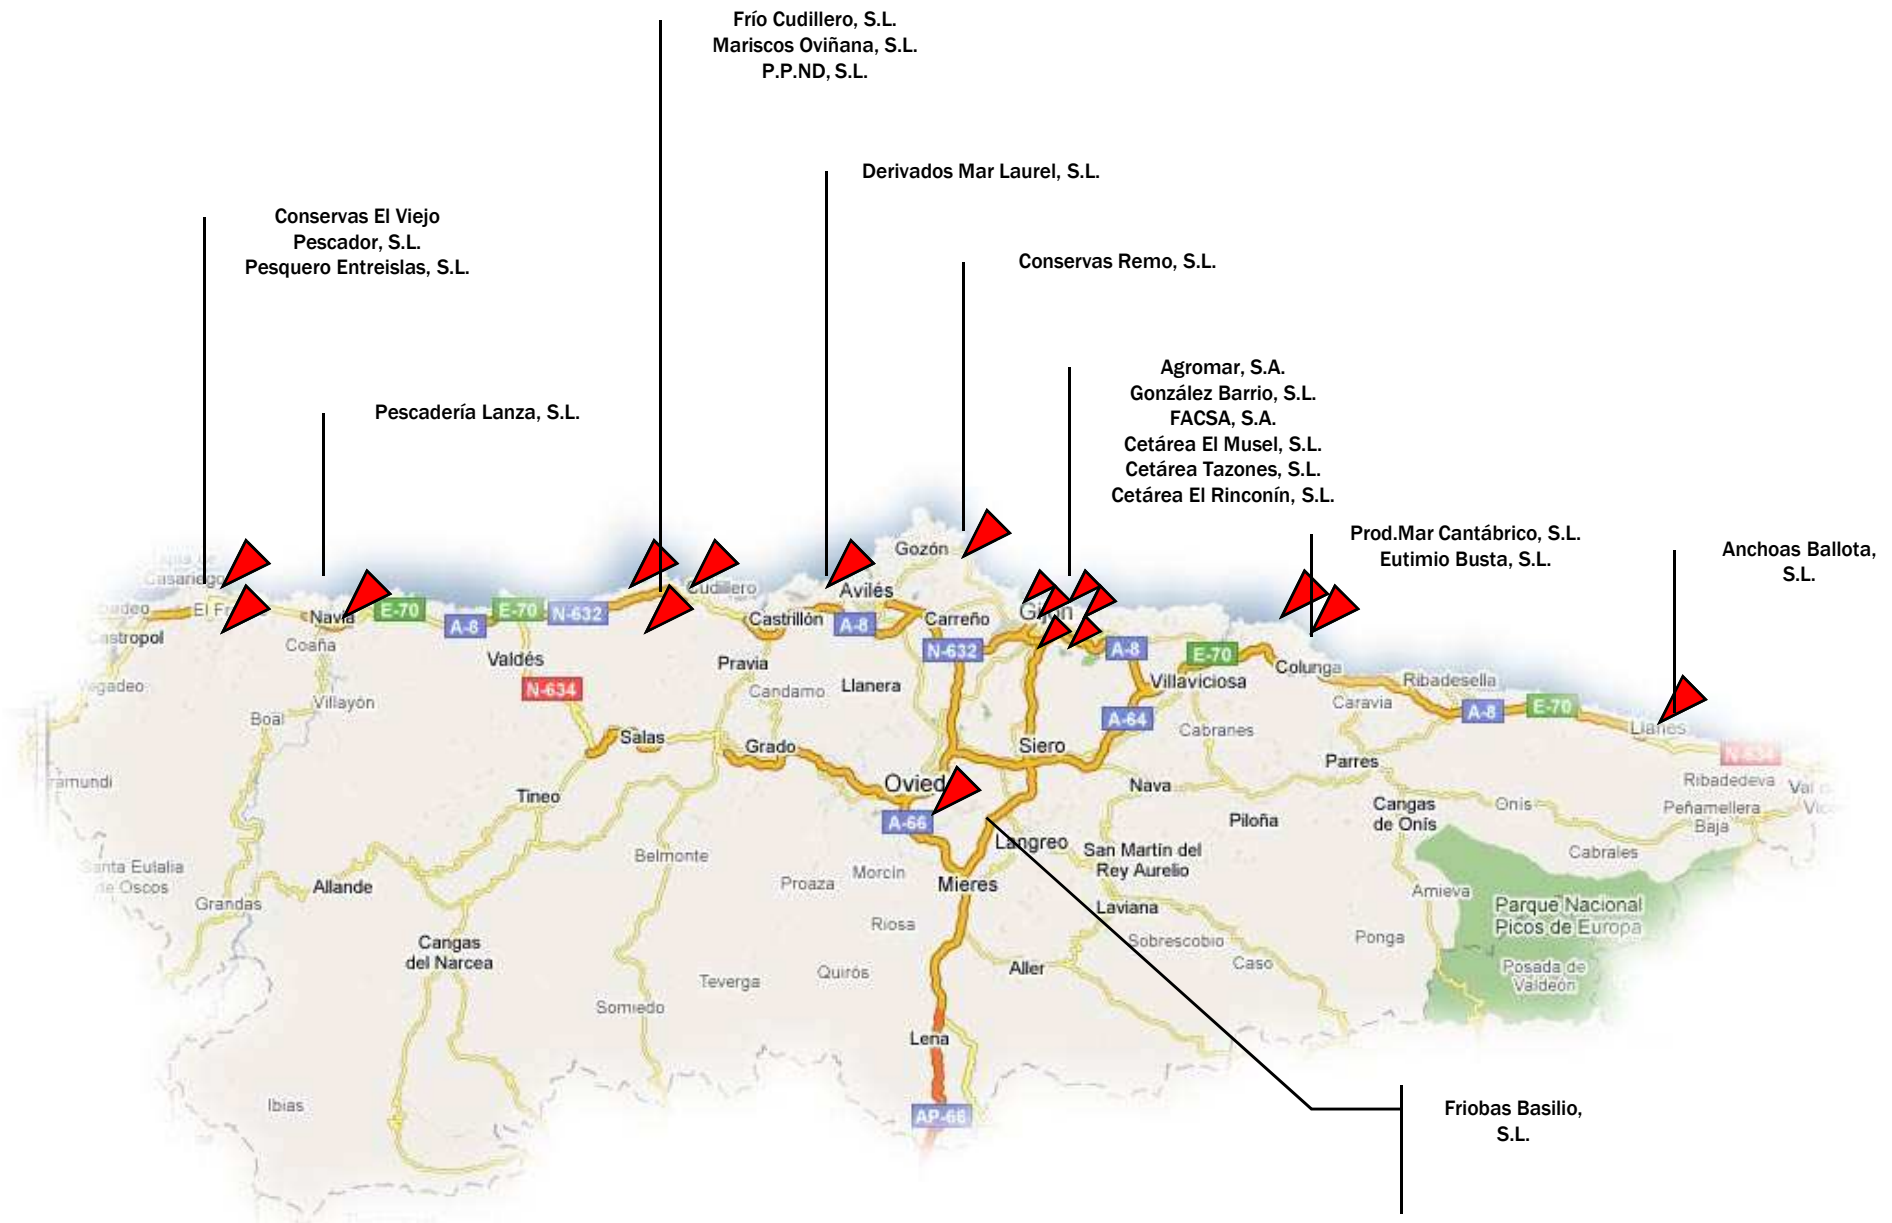 Frío Cudillero, S.L.
Mariscos Oviñana, S.L.
P.P.ND, S.L.
Derivados Mar Laurel, S.L.
Conservas El Viejo
Pescador, S.L.
Pesquero Entreislas, S.L.
Conservas Remo, S.L.
Pescadería Lanza, S.L.
Agromar, S.A.
González Barrio, S.L.
FACSA, S.A.
Cetárea El Musel, S.L.
Cetárea Tazones, S.L.
Cetárea El Rinconín, S.L.
Prod.Mar Cantábrico, S.L.
Eutimio Busta, S.L.
Anchoas Ballota,
S.L.
Gozón
Casariego
Cudillero
Avilés
El
Navia
E-70
A-8
E-70
N-632
Castrillón
A-8
Carreño
Gijón
Castropol
Coaña
Valdés
Pravia
N-632
A-8
E-70
Colunga
Vegadeo
N-634
Candamo
Llanera
Villaviciosa
Ribadesella
Villayón
Caravia
A-8
E-70
Boal
A-64
Cabranes
Llanes
Salas
Grado
Siero
N-634
Parres
Ribadedeva
Tineo
Nava
Cangas
de Onís
Onís
Peñamellera
Baja
A-66
Piloña
Langreo
San Martín del
Rey Aurelio
Cabrales
Belmonte
Santa Eulalia
de Oscos
Allande
Proaza
Morcín
Mieres
Amieva
Grandas
Laviana
Parque Nacional
Picos de Europa
Riosa
Cangas
del Narcea
Sobrescobio
Ponga
Caso
Aller
Teverga
Quirós
Posada de
Valdeón
Somiedo
Lena
Ibias
AP-66
Friobas Basilio,
S.L.